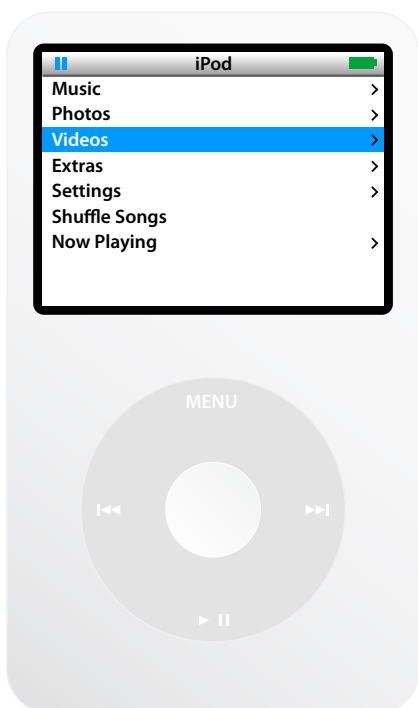 iPod
Music
Photos
Videos
Extras
Settings
Shuffle Songs
Now Playing
MENU